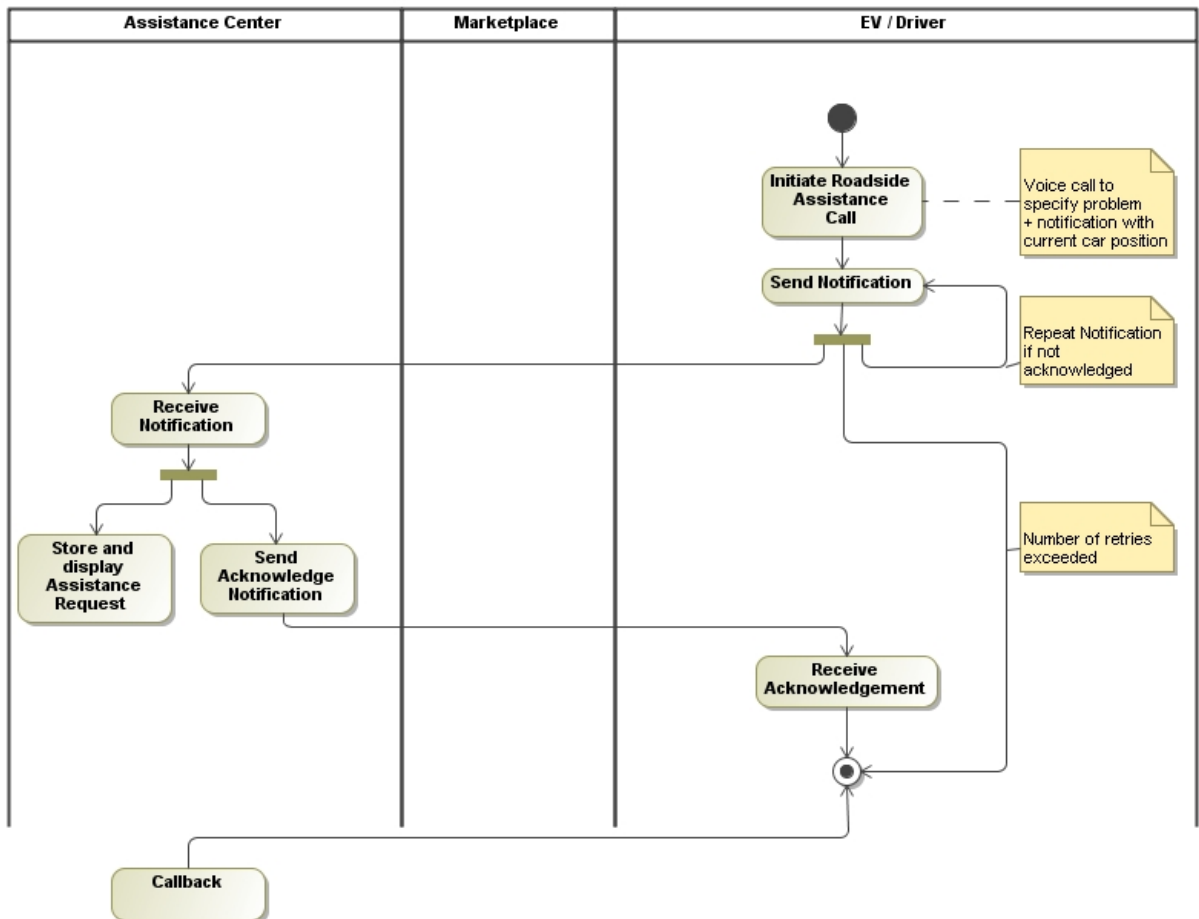 Assistance Center
Marketplace
EV / Driver
Initiate Roadside
Assistance
Call
Voice call to
specify problem
+ notification with
current car position
Send Notification
Repeat Notification
if not
acknowledged
Receive
Notification
Store and
display
Assistance
Request
Send
Acknowledge
Notification
Number of retries
exceeded
Receive
Acknowledgement
Callback